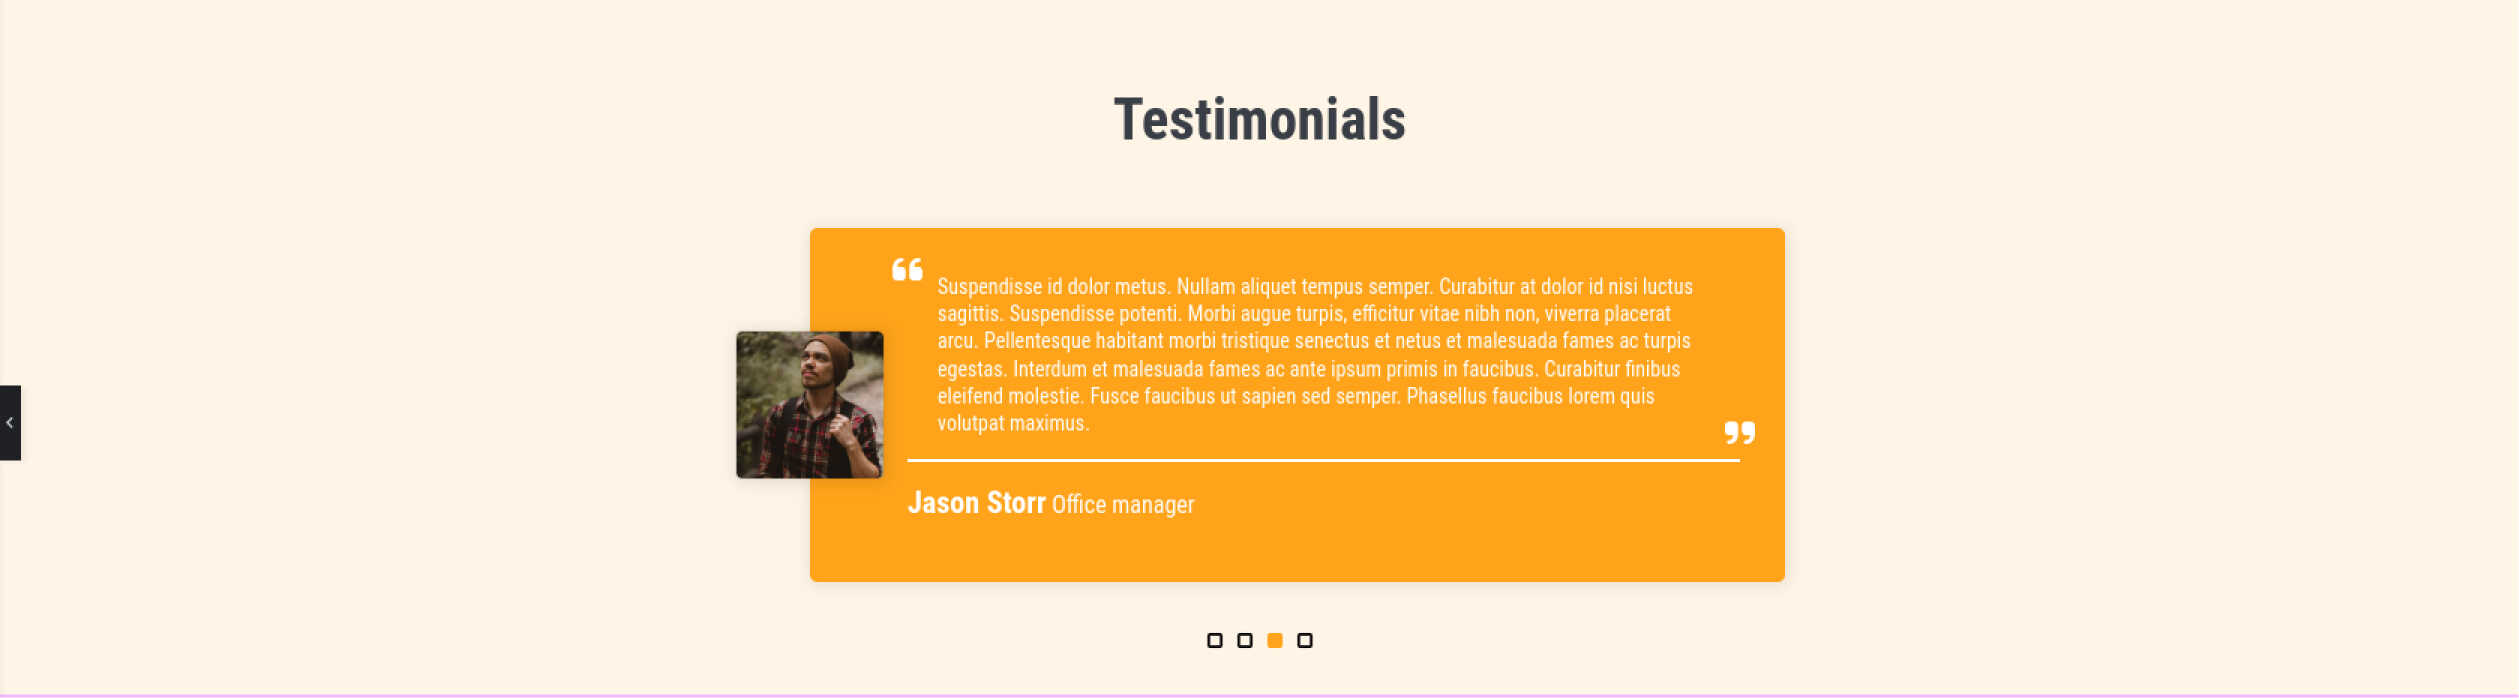 Testimonials
“
Suspendisse id dolor metus. Nullam aliquet tempus semper. Curabitur at dolor id nisi luctus
sagittis. Suspendisse potenti. Morbi augue turpis, efficitur vitae nibh non, viverra placerat
arcu. Pellentesque habitant morbi tristique senectus et netus et malesuada fames ac turpis
egestas. Interdum et malesuada fames ac ante ipsum primis in faucibus. Curabitur finibus
eleifend molestie. Fusce faucibus ut sapien sed semper. Phasellus faucibus lorem quis
volutpat maximus.
”
Jason Storr Office manager